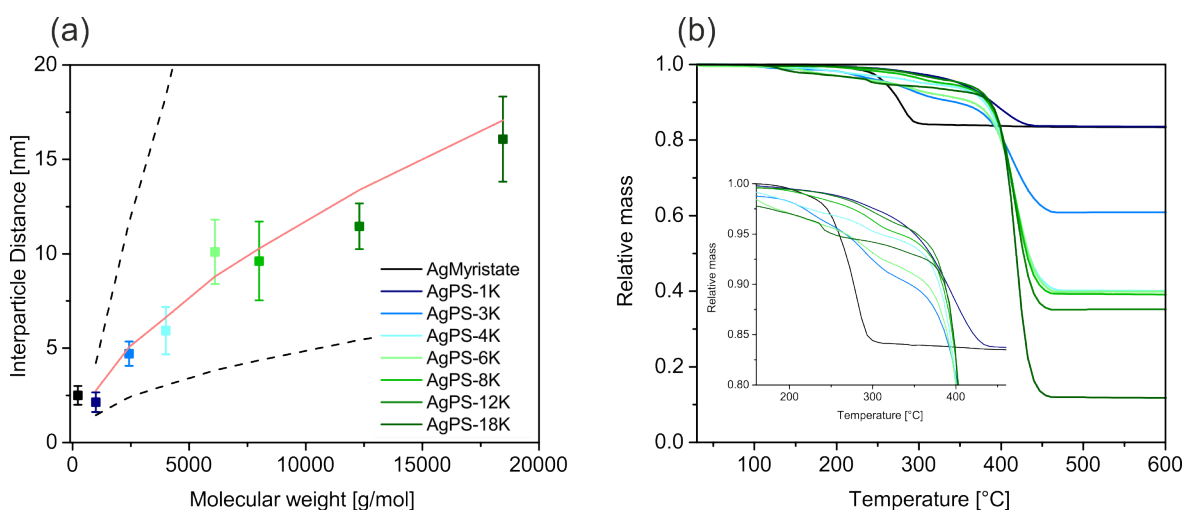 (a)
20
15
10
5
0
0
5000
10000
15000
20000
Interparticle Distance [nm]
Molecular weight [g/mol]
AgMyristate
AgPS-1K
AgPS-3K
AgPS-4K
AgPS-6K
AgPS-8K
AgPS-12K
AgPS-18K
(b)
1.0
0.8
0.6
0.4
0.2
0.0
100
200
300
400
500
600
Relative mass
Temperature [°C]
1.00
0.95
0.90
0.85
0.80
200
300
400
Relative mass
Temperature [°C]